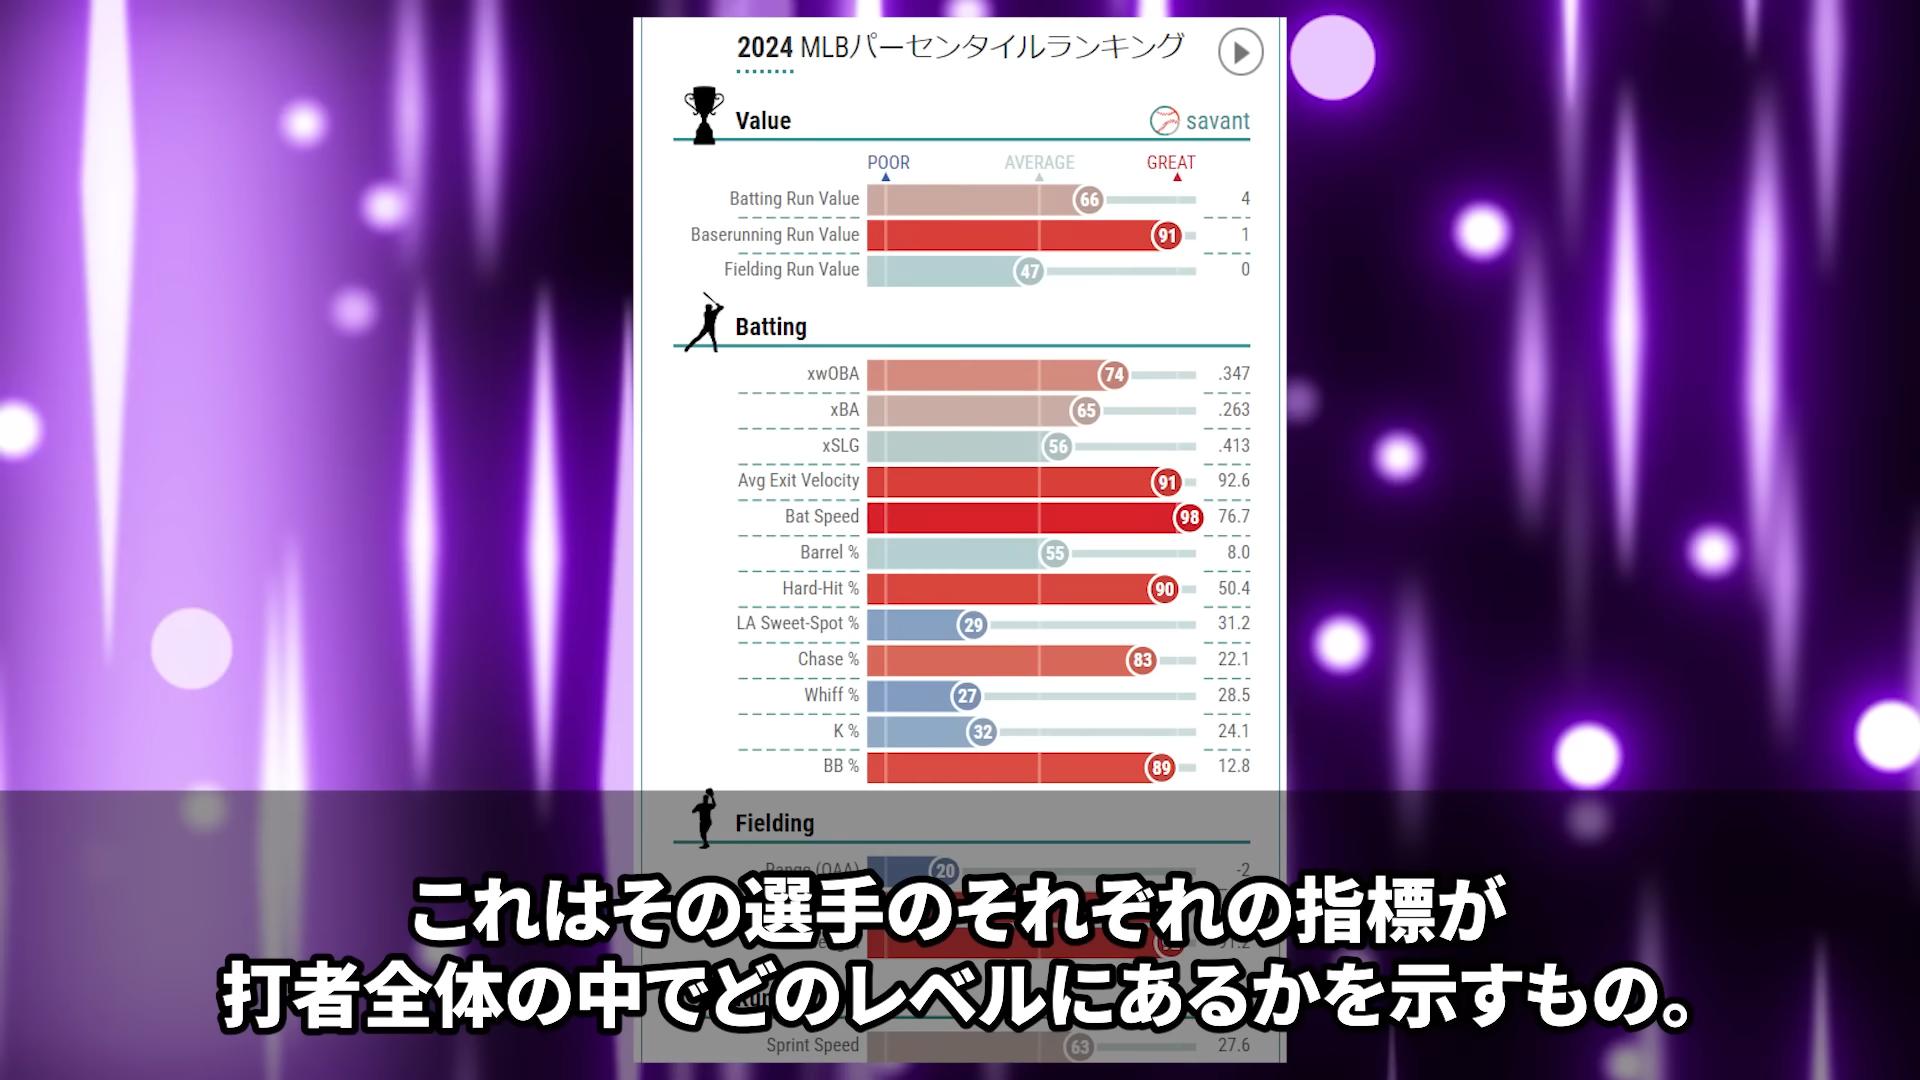 2024 MLBパーセンタイルランキング
Value
savant
POOR AVERAGE GREAT
Batting Run Value 66 4
Baserunning Run Value 91 1
Fielding Run Value 47 0
Batting
xwOBA 74 .347
xBA 65 .263
xSLG 56 .413
Avg Exit Velocity 91 92.6
Bat Speed 98 76.7
Barrel % 55 8.0
Hard-Hit % 90 50.4
LA Sweet-Spot % 29 31.2
Chase % 83 22.1
Whiff % 27 28.5
K % 32 24.1
BB % 89 12.8
Fielding
Range (OAA) 20 -2
これはその選手のそれぞれの指標が
打者全体の中でどのレベルにあるかを示すもの。
Sprint Speed 63 27.6